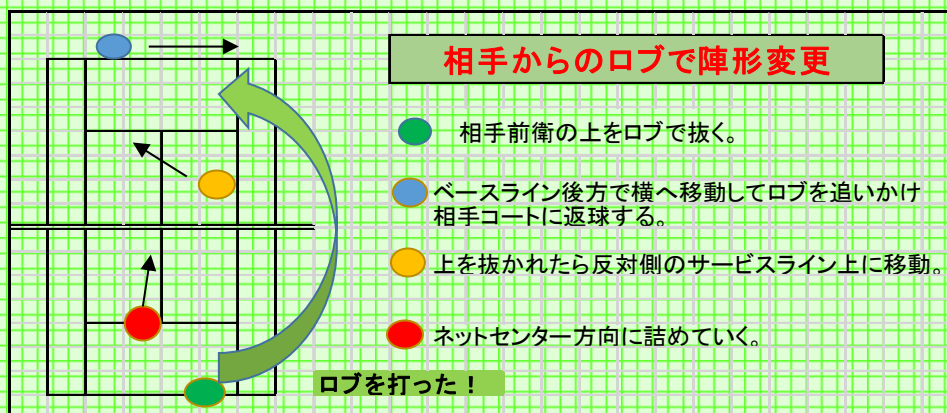 相手からのロブで陣形変更
相手前衛の上をロブで抜く。
ベースライン後方で横へ移動してロブを追いかけ
相手コートに返球する。
上を抜かれたら反対側のサービスライン上に移動。
ネットセンター方向に詰めていく。
ロブを打った！